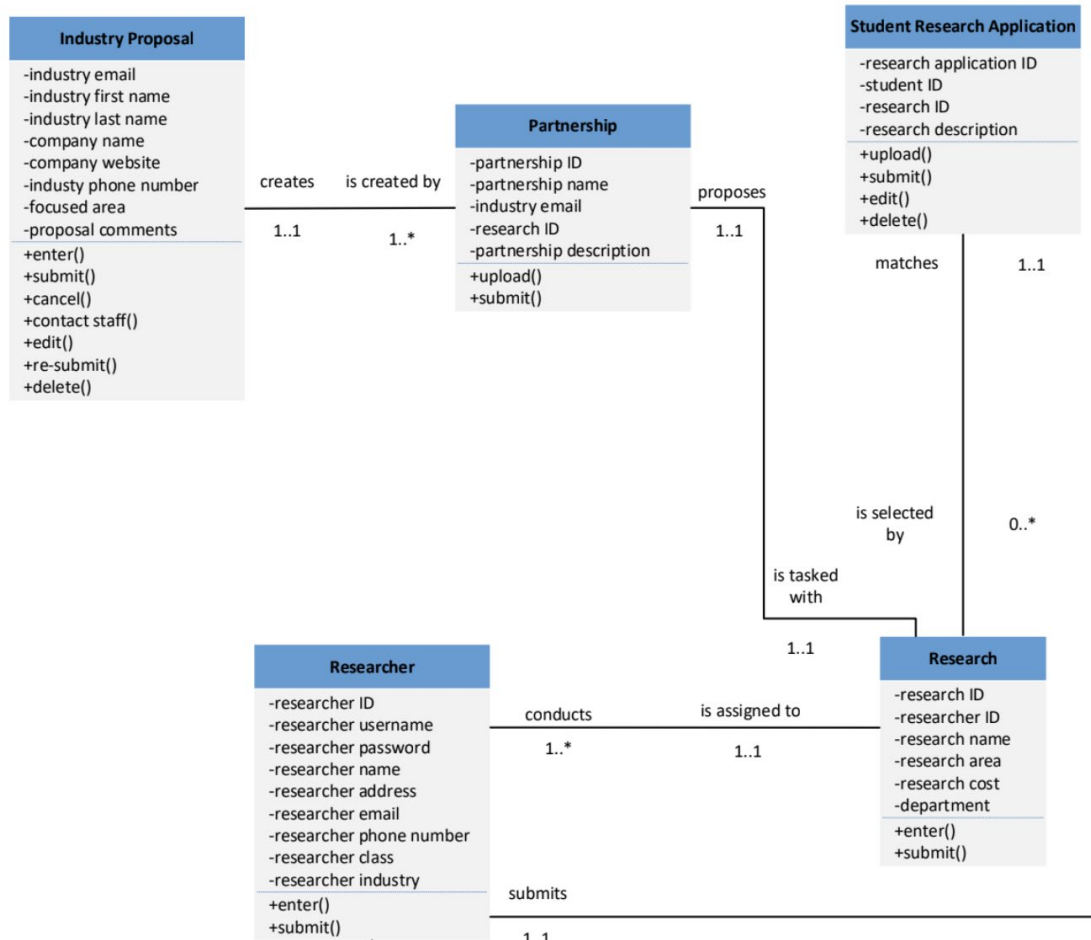 Industry Proposal
-industry email
-industry first name
-industry last name
-company name
-company website
-industy phone number
-focused area
-proposal comments
+enter()
+submit()
+cancel()
+contact staff()
+edit()
+re-submit()
+delete()
creates
is created by
1..1
1..*
Partnership
-partnership ID
-partnership name
-industry email
-research ID
-partnership description
+upload()
+submit()
proposes
1..1
Student Research Application
-research application ID
-student ID
-research ID
-research description
+upload()
+submit()
+edit()
+delete()
matches
1..1
is selected
by
0..*
is tasked
with
1..1
Researcher
-researcher ID
-researcher username
-researcher password
-researcher name
-researcher address
-researcher email
-researcher phone number
-researcher class
-researcher industry
+enter()
+submit()
conducts
is assigned to
1..*
1..1
Research
-research ID
-researcher ID
-research name
-research area
-research cost
-department
+enter()
+submit()
submits
1..1